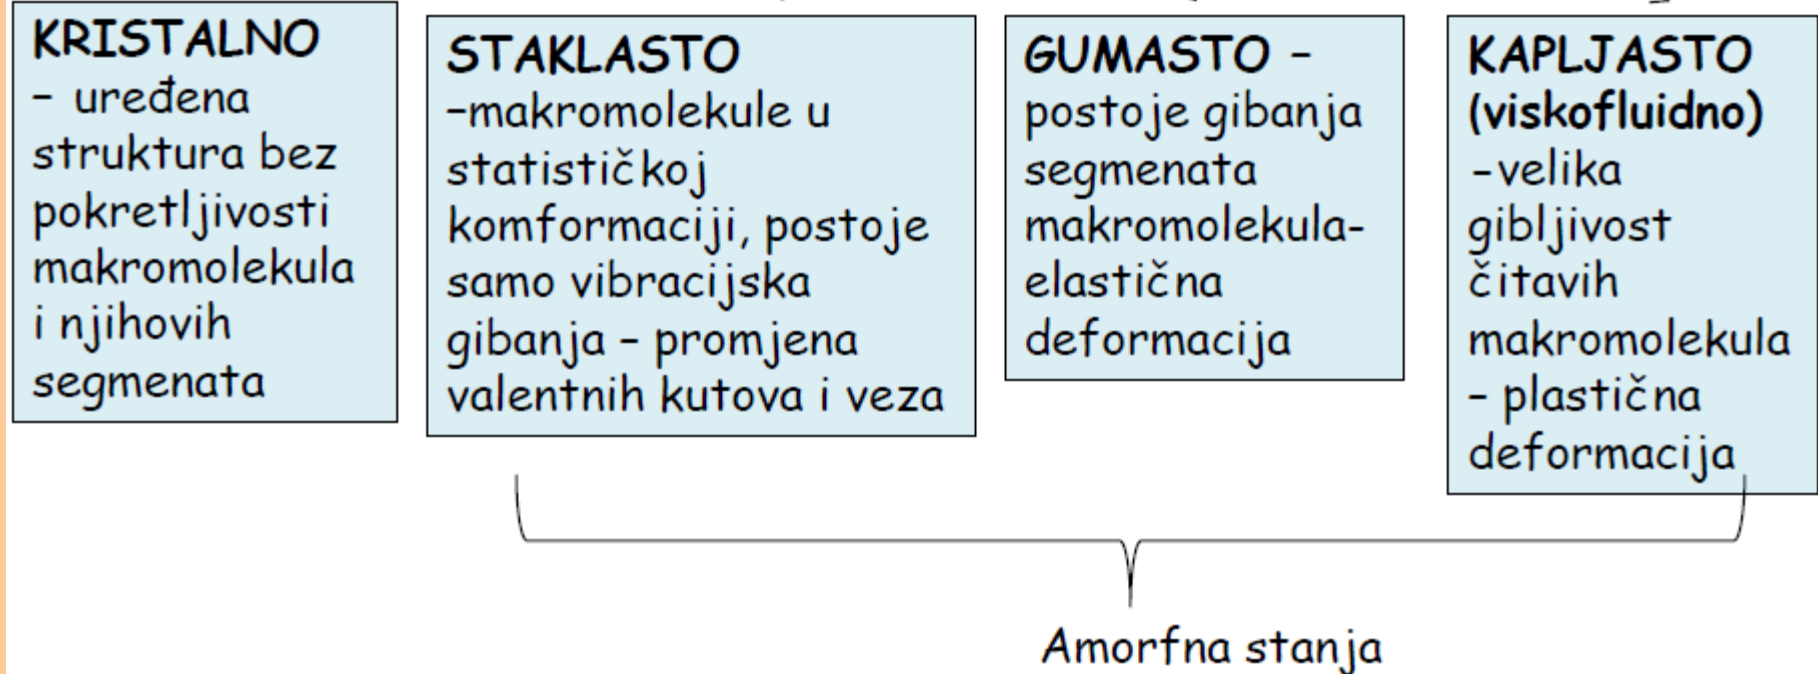 KRISTALNO
– uređena
struktura bez
pokretljivosti
makromolekula
i njihovih
segmenata
STAKLASTO
–makromolekule u
statističkoj
komformaciji, postoje
samo vibracijska
gibanja – promjena
valentnih kutova i veza
GUMASTO –
postoje gibanja
segmenata
makromolekula-
elastična
deformacija
KAPLJASTO
(viskofluidno)
–velika
gibljivost
čitavih
makromolekula
– plastična
deformacija
Amorfna stanja